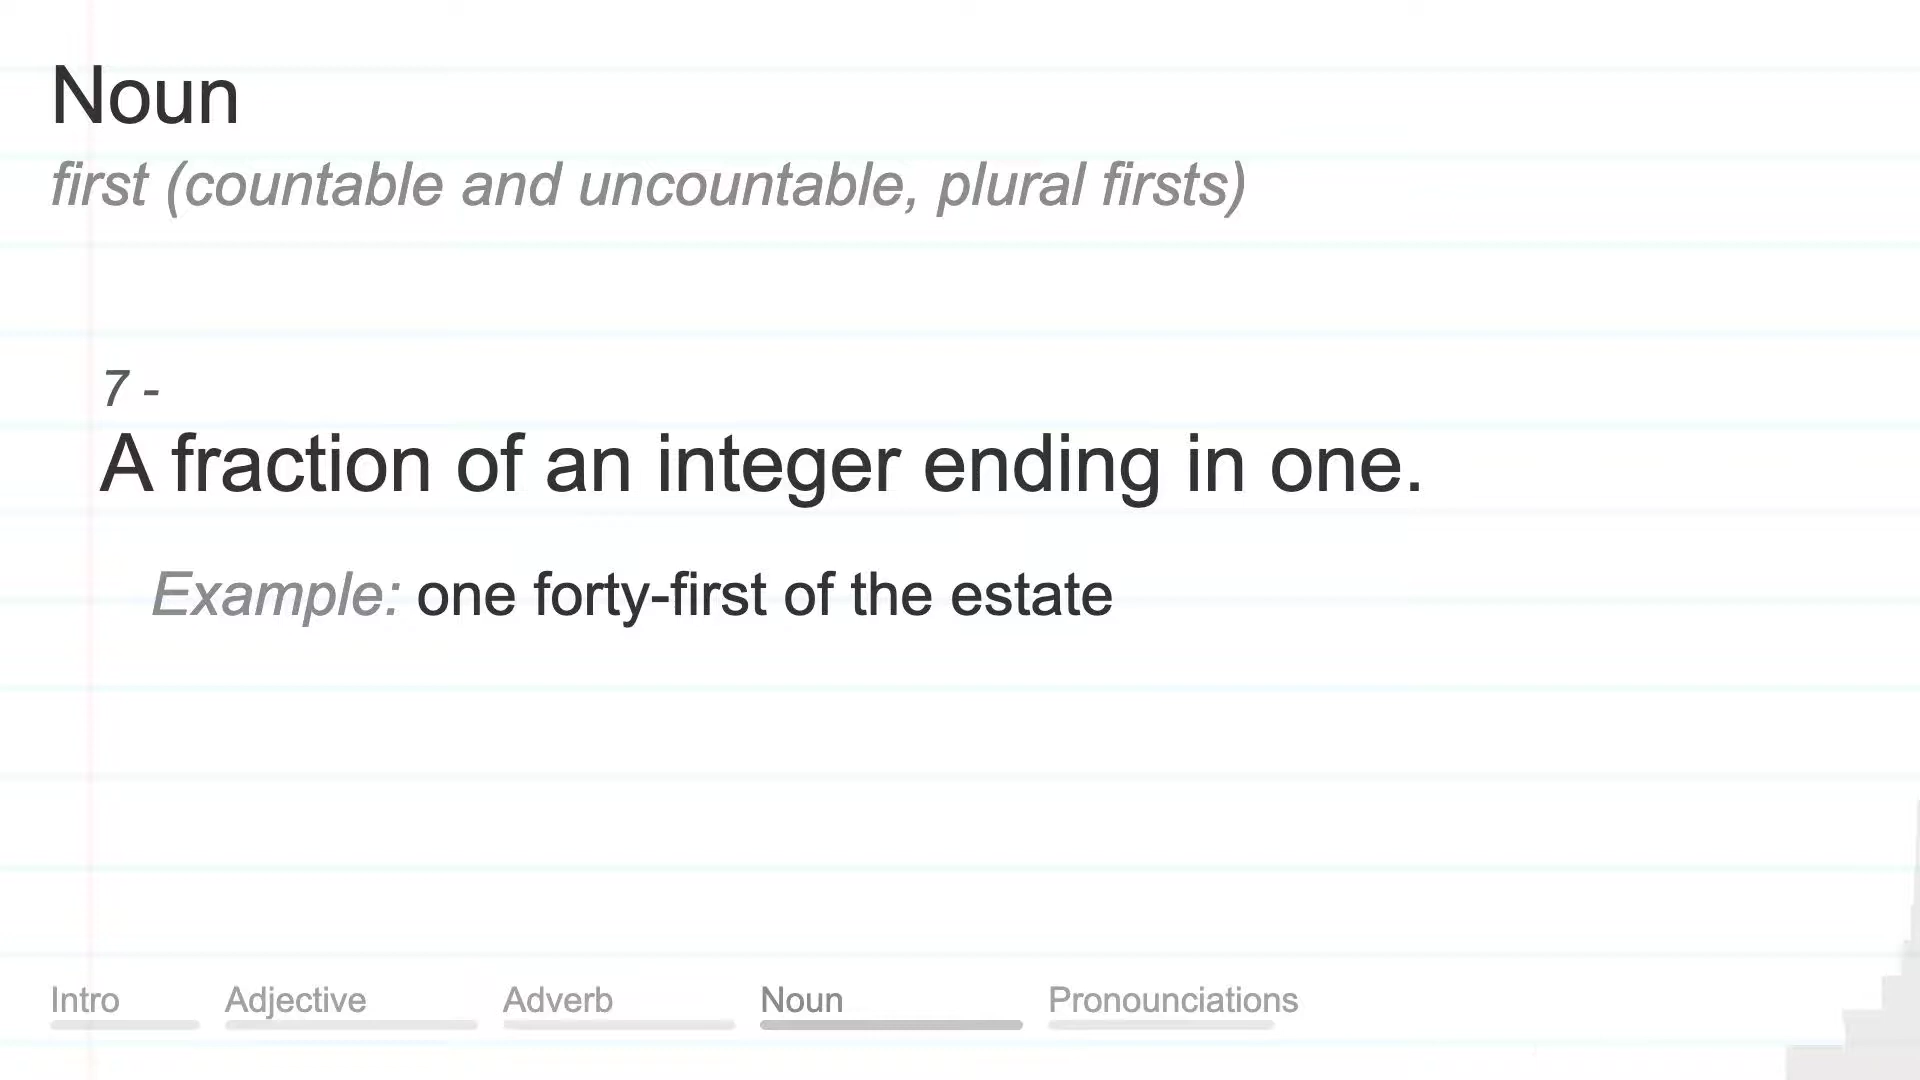 Noun
first (countable and uncountable, plural firsts)
7 -
A fraction of an integer ending in one.
Example: one forty-first of the estate
Intro Adjective Adverb Noun Pronounciations